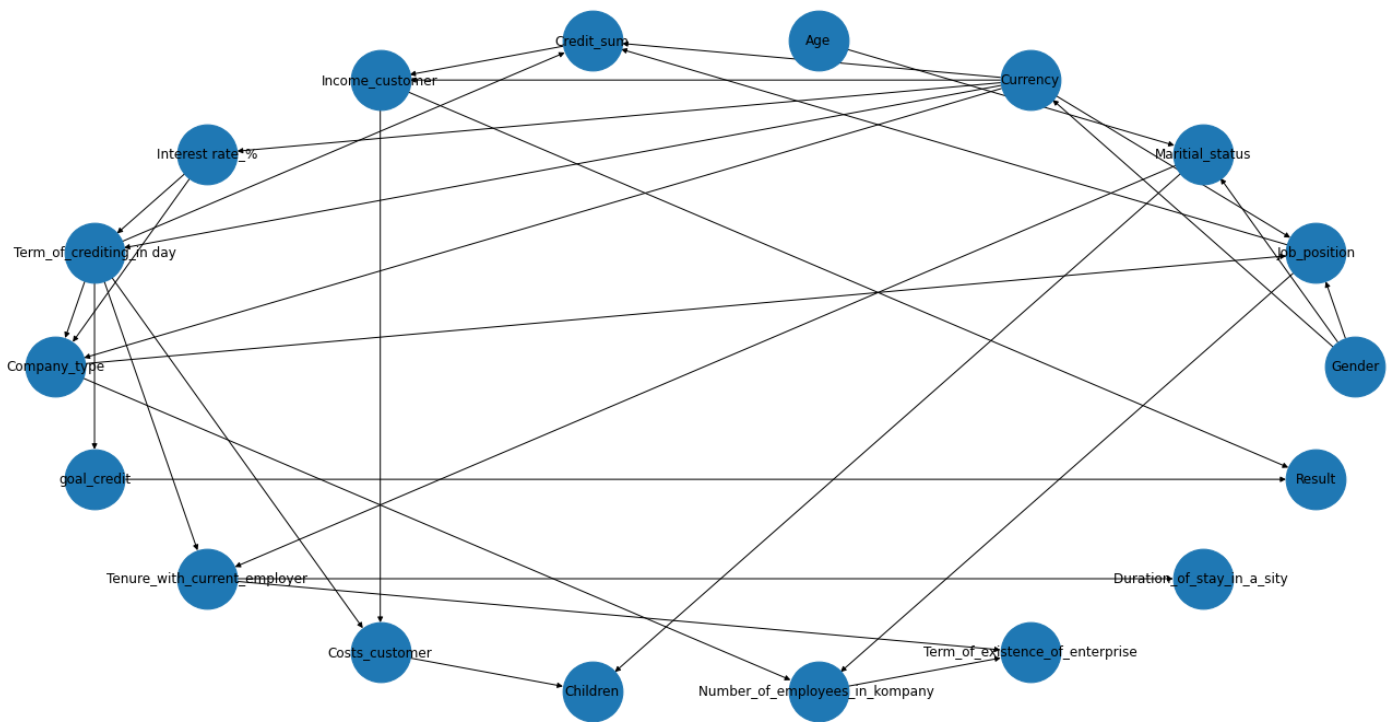 Credit_sum
Age
Income_customer
Currency
Interest rate_%
Maritial_status
Term_of_crediting_in day
Job_position
Company_type
Gender
goal_credit
Result
Tenure_with_current_employer
Duration_of_stay_in_a_sity
Costs_customer
Term_of_existence_of_enterprise
Children
Number_of_employees_in_kompany